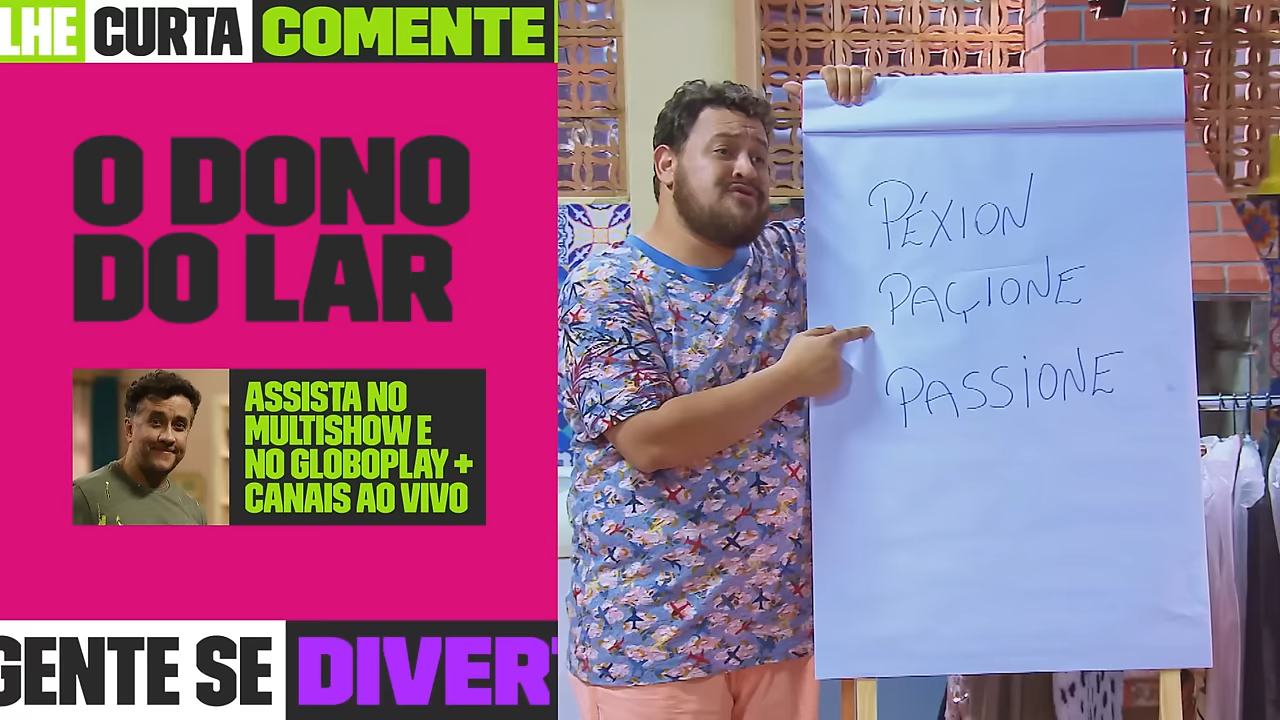 LHE CURTA COMENTE
O DONO
DO LAR
ASSISTA NO
MULTISHOW E
NO GLOBOPLAY +
CANAIS AO VIVO
GENTE SE DIVERT
PÉXION
PAÇIONE
PASSIONE